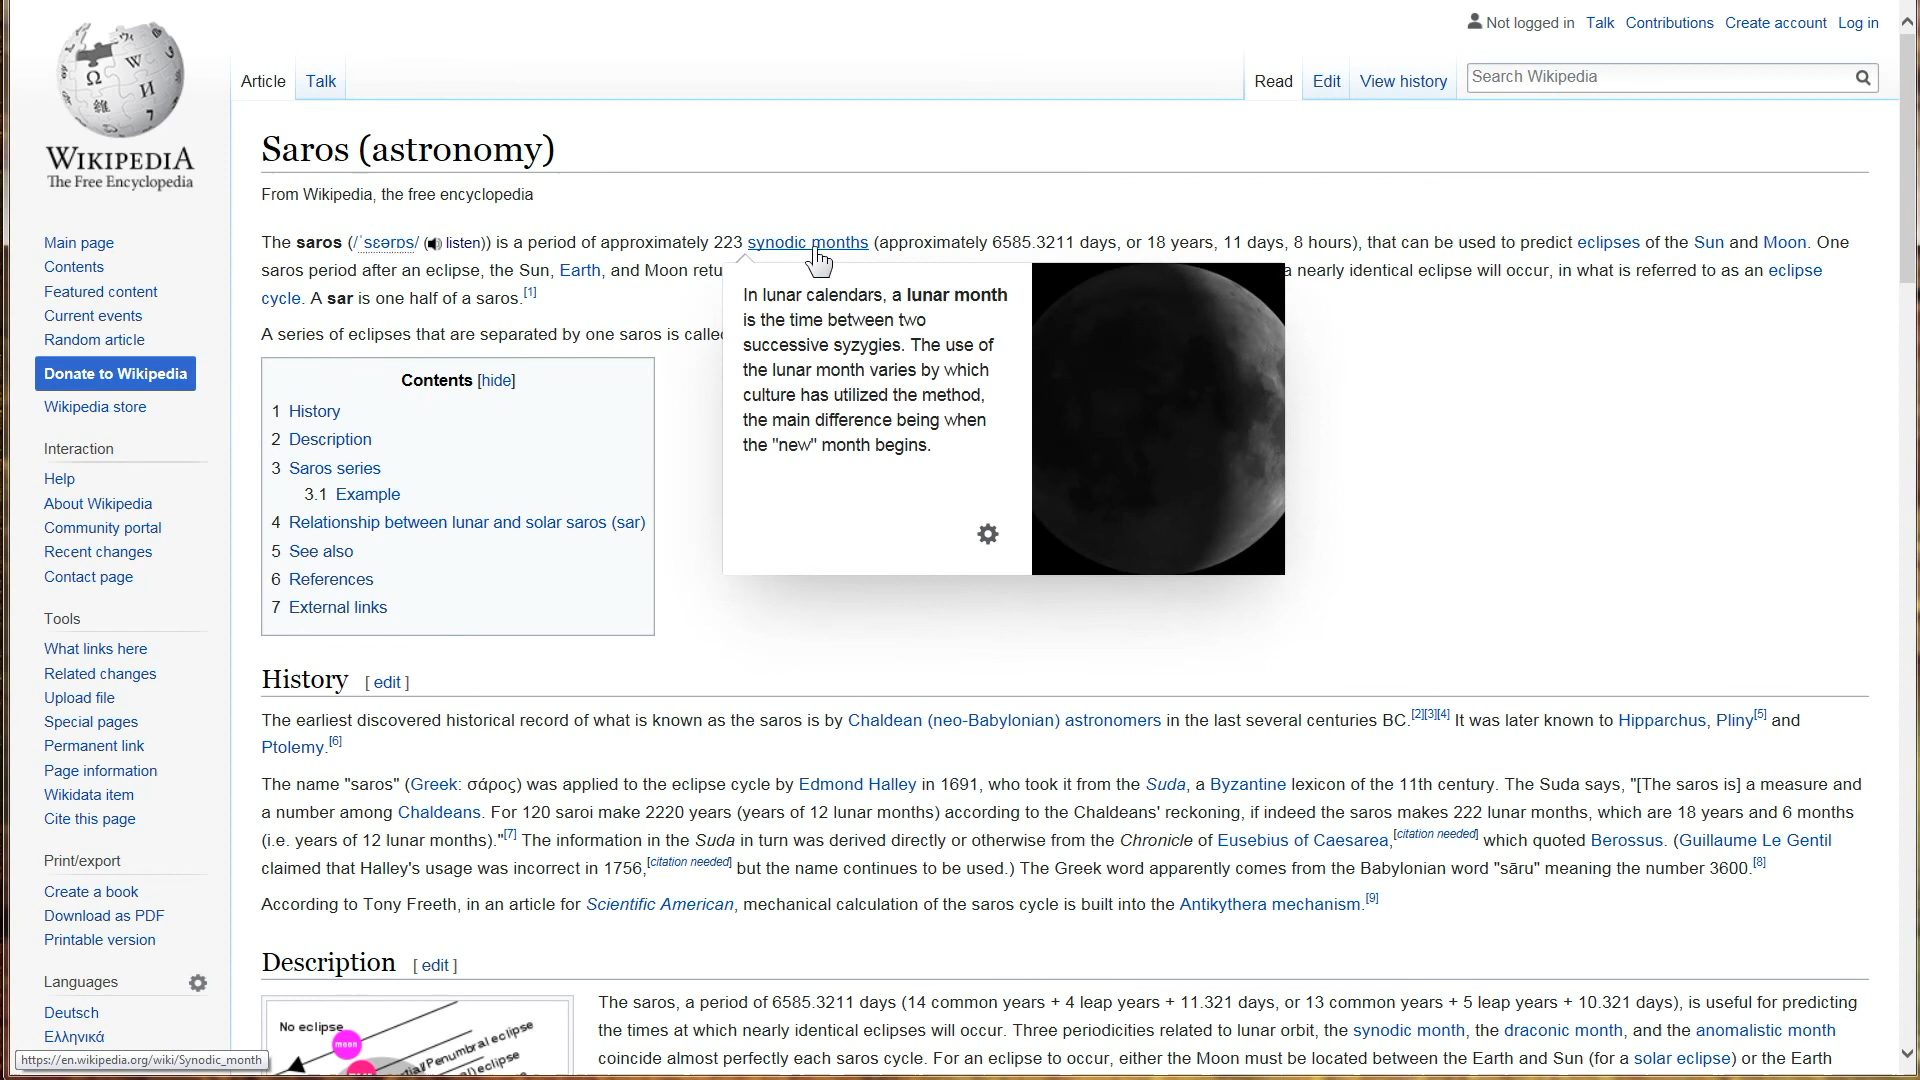 Not logged in Talk Contributions Create account Log in
Article Talk
Read Edit View history Search Wikipedia
WIKIPEDIA
The Free Encyclopedia
Main page
Contents
Featured content
Current events
Random article
Donate to Wikipedia
Wikipedia store
Interaction
Help
About Wikipedia
Community portal
Recent changes
Contact page
Tools
What links here
Related changes
Upload file
Special pages
Permanent link
Page information
Wikidata item
Cite this page
Print/export
Create a book
Download as PDF
Printable version
Languages
Deutsch
Ελληνικά
https://en.wikipedia.org/wiki/Synodic_month
Saros (astronomy)
From Wikipedia, the free encyclopedia
The saros (/ˈsɛərɒs/ (listen)) is a period of approximately 223 synodic months (approximately 6585.3211 days, or 18 years, 11 days, 8 hours), that can be used to predict eclipses of the Sun and Moon. One
saros period after an eclipse, the Sun, Earth, and Moon retu a nearly identical eclipse will occur, in what is referred to as an eclipse
cycle. A sar is one half of a saros.[1]
A series of eclipses that are separated by one saros is calle
In lunar calendars, a lunar month
is the time between two
successive syzygies. The use of
the lunar month varies by which
culture has utilized the method,
the main difference being when
the "new" month begins.
Contents [hide]
1 History
2 Description
3 Saros series
3.1 Example
4 Relationship between lunar and solar saros (sar)
5 See also
6 References
7 External links
History [ edit ]
The earliest discovered historical record of what is known as the saros is by Chaldean (neo-Babylonian) astronomers in the last several centuries BC.[2][3][4] It was later known to Hipparchus, Pliny[5] and
Ptolemy.[6]
The name "saros" (Greek: σάρος) was applied to the eclipse cycle by Edmond Halley in 1691, who took it from the Suda, a Byzantine lexicon of the 11th century. The Suda says, "[The saros is] a measure and
a number among Chaldeans. For 120 saroi make 2220 years (years of 12 lunar months) according to the Chaldeans' reckoning, if indeed the saros makes 222 lunar months, which are 18 years and 6 months
(i.e. years of 12 lunar months)."[7] The information in the Suda in turn was derived directly or otherwise from the Chronicle of Eusebius of Caesarea,[citation needed] which quoted Berossus. (Guillaume Le Gentil
claimed that Halley's usage was incorrect in 1756,[citation needed] but the name continues to be used.) The Greek word apparently comes from the Babylonian word "sāru" meaning the number 3600.[8]
According to Tony Freeth, in an article for Scientific American, mechanical calculation of the saros cycle is built into the Antikythera mechanism.[9]
Description [ edit ]
No eclipse
moon
Penumbral eclipse
eclipse
The saros, a period of 6585.3211 days (14 common years + 4 leap years + 11.321 days, or 13 common years + 5 leap years + 10.321 days), is useful for predicting
the times at which nearly identical eclipses will occur. Three periodicities related to lunar orbit, the synodic month, the draconic month, and the anomalistic month
coincide almost perfectly each saros cycle. For an eclipse to occur, either the Moon must be located between the Earth and Sun (for a solar eclipse) or the Earth